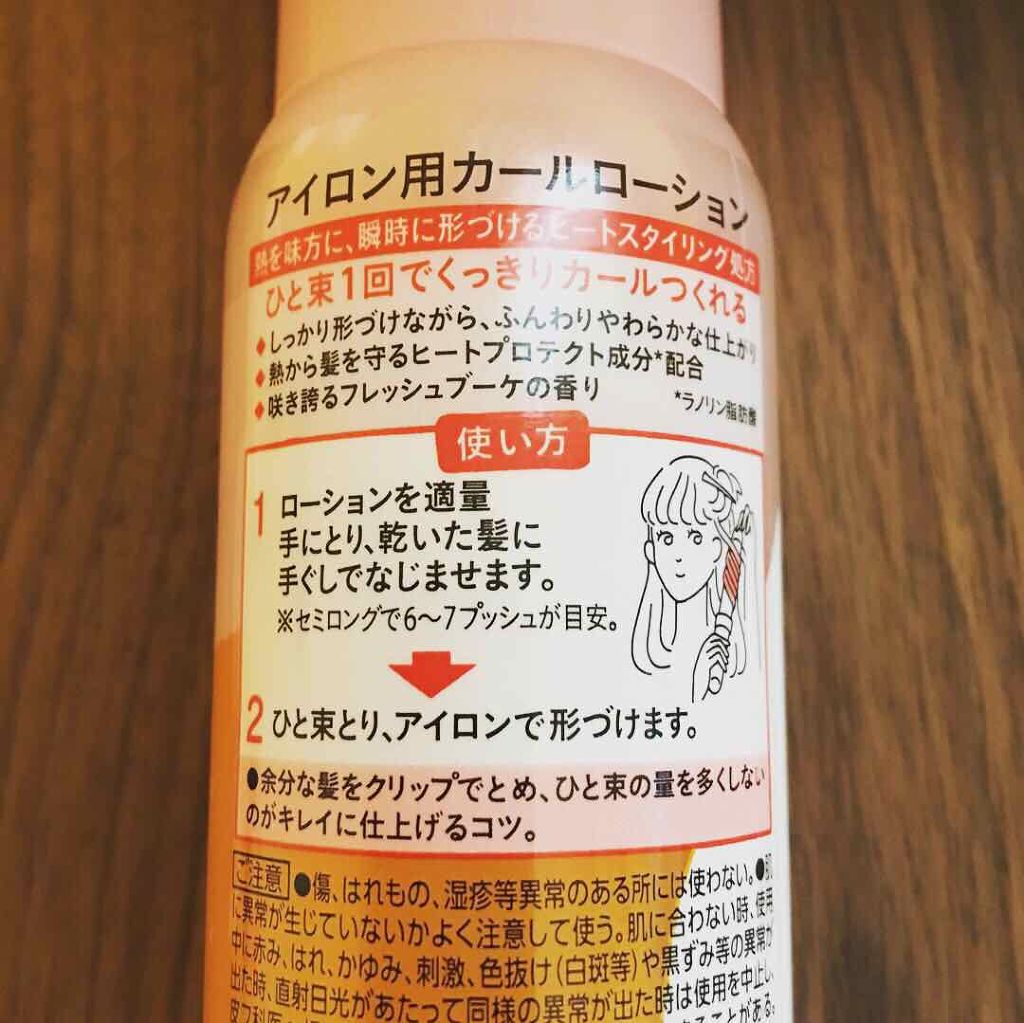 アイロン用カールローション
熱を味方に、瞬時に形づけるヒートスタイリング処方
ひと束1回でくっきりカールつくれる
◆しっかり形づけながら、ふんわりやわらかな仕上がり
◆熱から髪を守るヒートプロテクト成分*配合
◆咲き誇るフレッシュブーケの香り *ラノリン脂肪酸
使い方
1 ローションを適量
手にとり、乾いた髪に
手ぐしでなじませます。
※セミロングで6〜7プッシュが目安。
2 ひと束とり、アイロンで形づけます。
●余分な髪をクリップでとめ、ひと束の量を多くしない
のがキレイに仕上げるコツ。
ご注意 ●傷、はれもの、湿疹等異常のある所には使わない。●肌
に異常が生じていないかよく注意して使う。肌に合わない時、使用
中に赤み、はれ、かゆみ、刺激、色抜け(白斑等)や黒ずみ等の異常が
出た時、直射日光があたって同様の異常が出た時は使用を中止し、